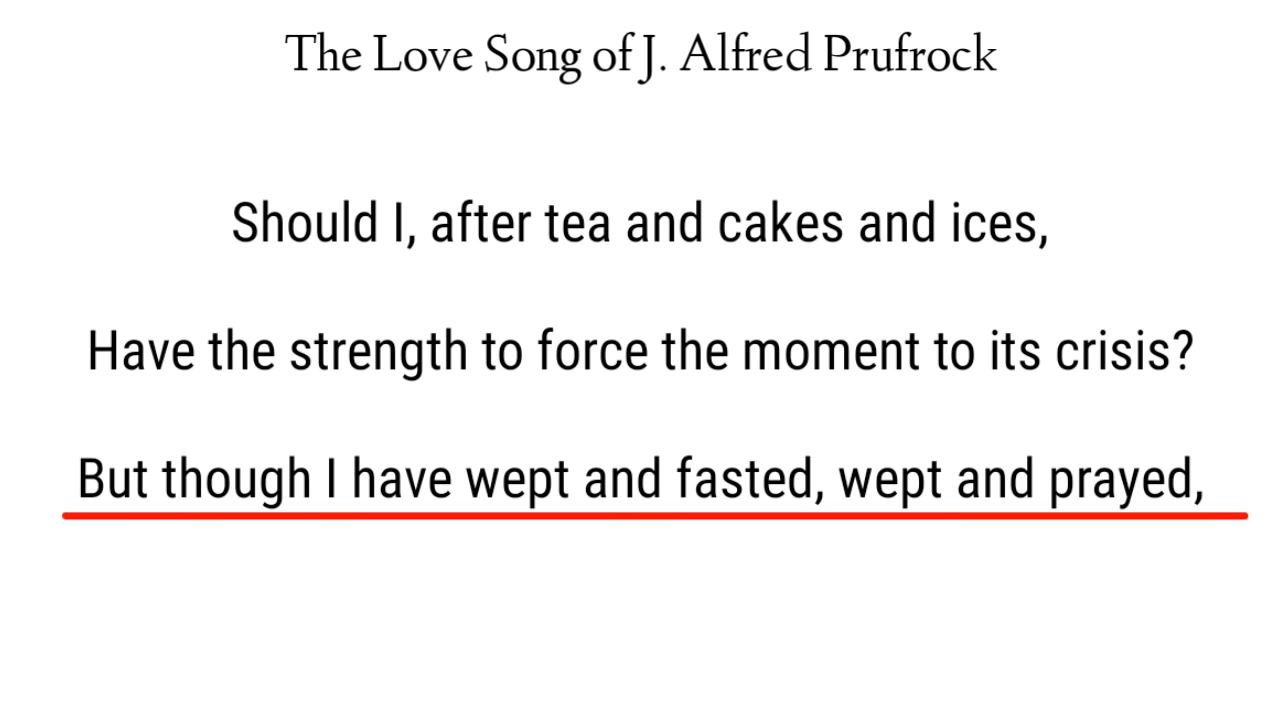 The Love Song of J. Alfred Prufrock
Should I, after tea and cakes and ices,
Have the strength to force the moment to its crisis?
But though I have wept and fasted, wept and prayed,